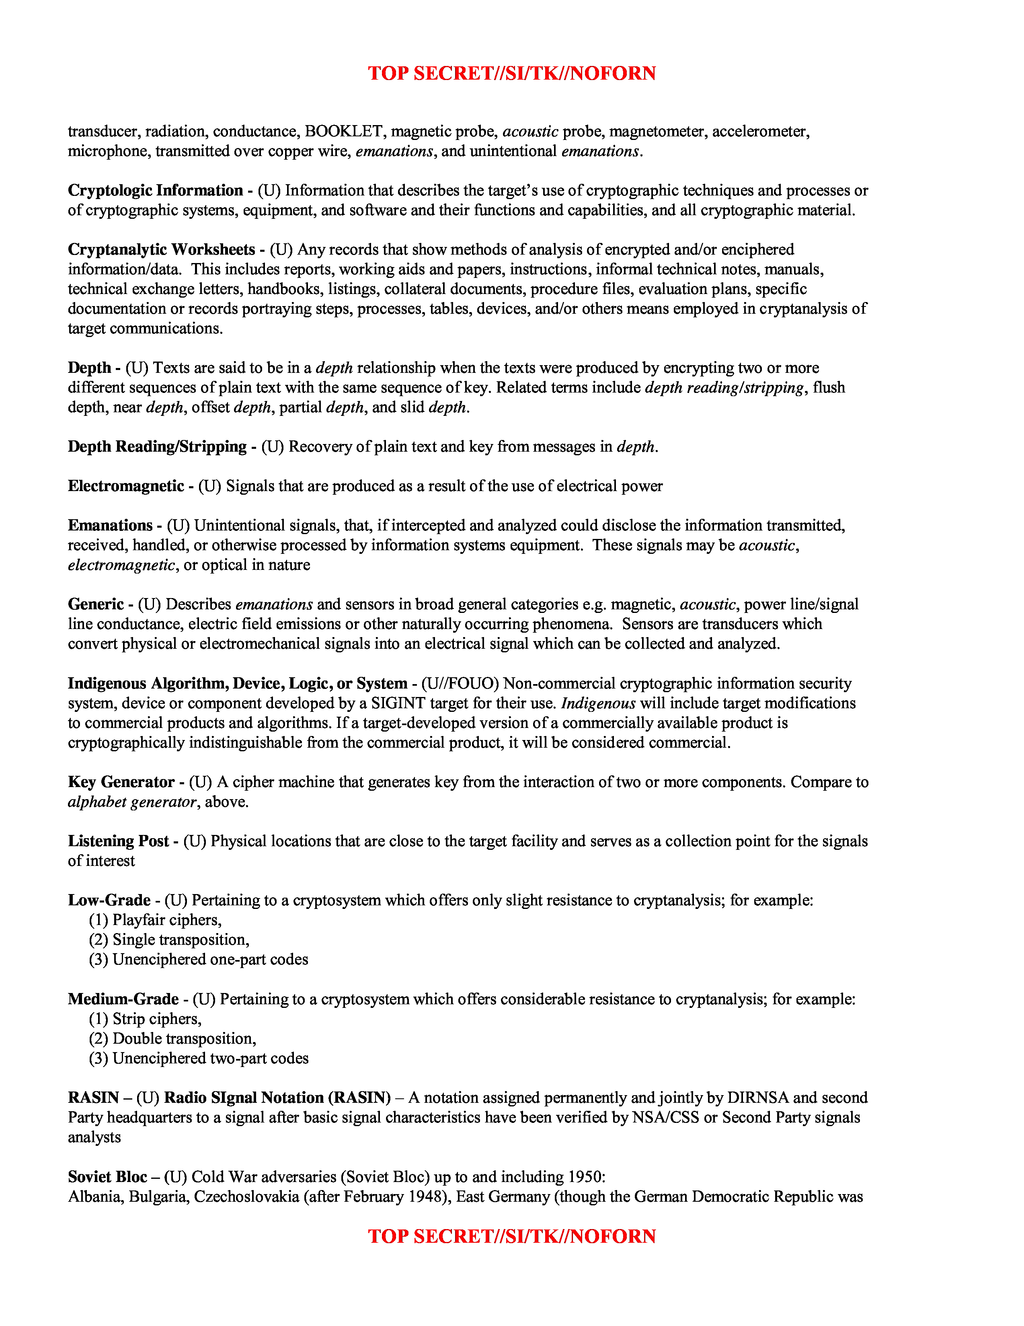 TOP SECRET//SI/TK//NOFORN
transducer, radiation, conductance, BOOKLET, magnetic probe, acoustic probe, magnetometer, accelerometer,
microphone, transmitted over copper wire, emanations, and unintentional emanations.
Cryptologic Information - (U) Information that describes the target’s use of cryptographic techniques and processes or
of cryptographic systems, equipment, and software and their functions and capabilities, and all cryptographic material.
Cryptanalytic Worksheets - (U) Any records that show methods of analysis of encrypted and/or enciphered
information/data.  This includes reports, working aids and papers, instructions, informal technical notes, manuals,
technical exchange letters, handbooks, listings, collateral documents, procedure files, evaluation plans, specific
documentation or records portraying steps, processes, tables, devices, and/or others means employed in cryptanalysis of
target communications.
Depth - (U) Texts are said to be in a depth relationship when the texts were produced by encrypting two or more
different sequences of plain text with the same sequence of key. Related terms include depth reading/stripping, flush
depth, near depth, offset depth, partial depth, and slid depth.
Depth Reading/Stripping - (U) Recovery of plain text and key from messages in depth.
Electromagnetic - (U) Signals that are produced as a result of the use of electrical power
Emanations - (U) Unintentional signals, that, if intercepted and analyzed could disclose the information transmitted,
received, handled, or otherwise processed by information systems equipment.  These signals may be acoustic,
electromagnetic, or optical in nature
Generic - (U) Describes emanations and sensors in broad general categories e.g. magnetic, acoustic, power line/signal
line conductance, electric field emissions or other naturally occurring phenomena.  Sensors are transducers which
convert physical or electromechanical signals into an electrical signal which can be collected and analyzed.
Indigenous Algorithm, Device, Logic, or System - (U//FOUO) Non-commercial cryptographic information security
system, device or component developed by a SIGINT target for their use. Indigenous will include target modifications
to commercial products and algorithms. If a target-developed version of a commercially available product is
cryptographically indistinguishable from the commercial product, it will be considered commercial.
Key Generator - (U) A cipher machine that generates key from the interaction of two or more components. Compare to
alphabet generator, above.
Listening Post - (U) Physical locations that are close to the target facility and serves as a collection point for the signals
of interest
Low-Grade - (U) Pertaining to a cryptosystem which offers only slight resistance to cryptanalysis; for example:
(1) Playfair ciphers,
(2) Single transposition,
(3) Unenciphered one-part codes
Medium-Grade - (U) Pertaining to a cryptosystem which offers considerable resistance to cryptanalysis; for example:
(1) Strip ciphers,
(2) Double transposition,
(3) Unenciphered two-part codes
RASIN – (U) Radio SIgnal Notation (RASIN) – A notation assigned permanently and jointly by DIRNSA and second
Party headquarters to a signal after basic signal characteristics have been verified by NSA/CSS or Second Party signals
analysts
Soviet Bloc – (U) Cold War adversaries (Soviet Bloc) up to and including 1950:
Albania, Bulgaria, Czechoslovakia (after February 1948), East Germany (though the German Democratic Republic was
TOP SECRET//SI/TK//NOFORN